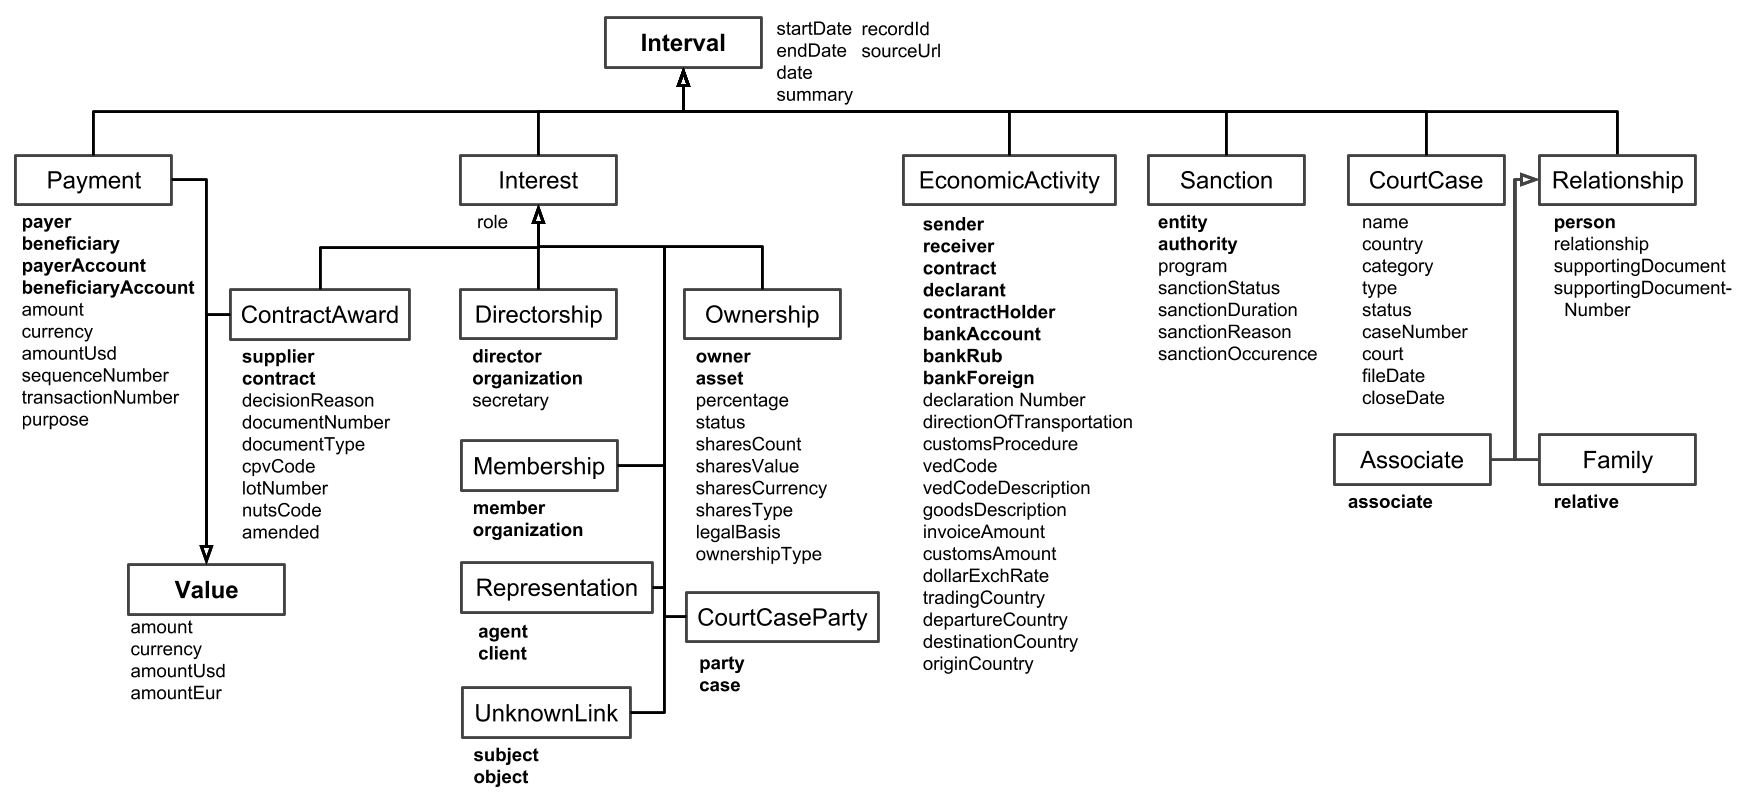 Interval
startDate recordId
endDate sourceUrl
date
summary
Payment
payer
beneficiary
payerAccount
beneficiaryAccount
amount
currency
amountUsd
sequenceNumber
transactionNumber
purpose
Value
amount
currency
amountUsd
amountEur
ContractAward
supplier
contract
decisionReason
documentNumber
documentType
cpvCode
lotNumber
nutsCode
amended
Interest
role
Directorship
director
organization
secretary
Membership
member
organization
Representation
agent
client
UnknownLink
subject
object
Ownership
owner
asset
percentage
status
sharesCount
sharesValue
sharesCurrency
sharesType
legalBasis
ownershipType
CourtCaseParty
party
case
EconomicActivity
sender
receiver
contract
declarant
contractHolder
bankAccount
bankRub
bankForeign
declaration Number
directionOfTransportation
customsProcedure
vedCode
vedCodeDescription
goodsDescription
invoiceAmount
customsAmount
dollarExchRate
tradingCountry
departureCountry
destinationCountry
originCountry
Sanction
entity
authority
program
sanctionStatus
sanctionDuration
sanctionReason
sanctionOccurence
CourtCase
name
country
category
type
status
caseNumber
court
fileDate
closeDate
Relationship
person
relationship
supportingDocument
supportingDocument-
Number
Associate
associate
Family
relative